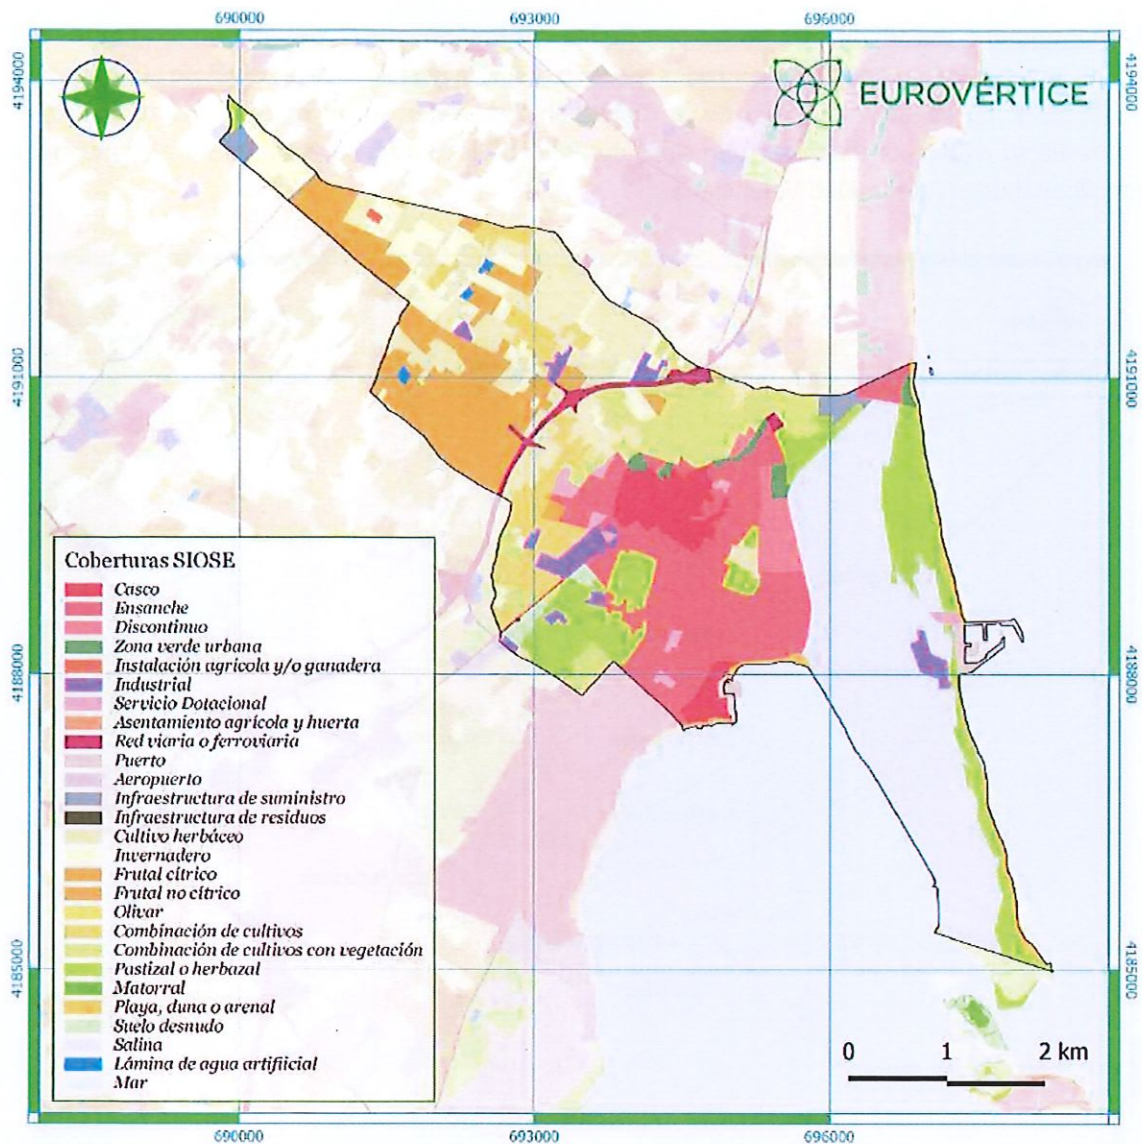 690000 693000 696000
4194000 4194000
EUROVÉRTICE
4191000 4191000
Coberturas SIOSE
Casco
Ensanche
Discontinuo
Zona verde urbana
Instalación agrícola y/o ganadera
Industrial
Servicio Dotacional
Asentamiento agrícola y huerta
Red viaria o ferroviaria
Puerto
Aeropuerto
Infraestructura de suministro
Infraestructura de residuos
Cultivo herbáceo
Invernadero
Frutal cítrico
Frutal no cítrico
Olivar
Combinación de cultivos
Combinación de cultivos con vegetación
Pastizal o herbazal
Matorral
Playa, duna o arenal
Suelo desnudo
Salina
Lámina de agua artifiicial
Mar
4188000 4188000
4185000 4185000
0 1 2 km
690000 693000 696000